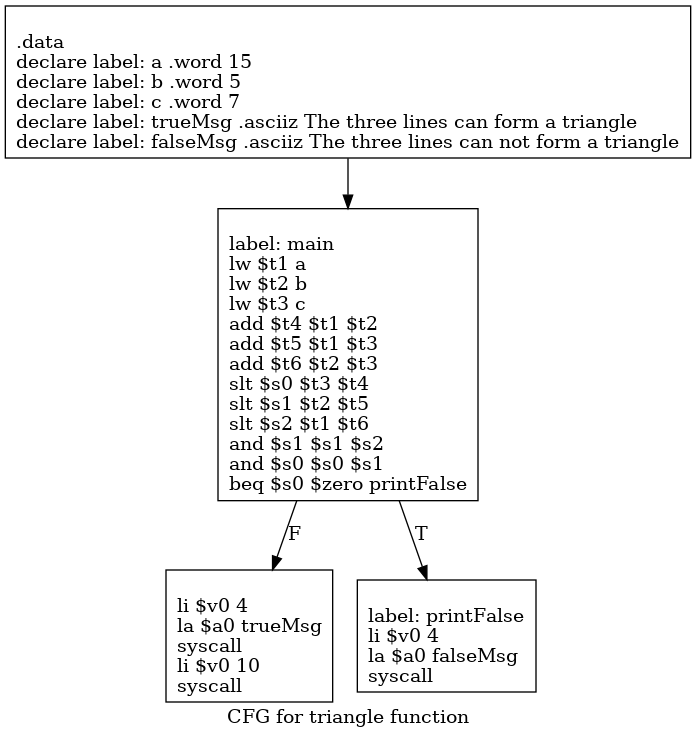 .data
declare label: a .word 15
declare label: b .word 5
declare label: c .word 7
declare label: trueMsg .asciiz The three lines can form a triangle
declare label: falseMsg .asciiz The three lines can not form a triangle
label: main
lw $t1 a
lw $t2 b
lw $t3 c
add $t4 $t1 $t2
add $t5 $t1 $t3
add $t6 $t2 $t3
slt $s0 $t3 $t4
slt $s1 $t2 $t5
slt $s2 $t1 $t6
and $s1 $s1 $s2
and $s0 $s0 $s1
beq $s0 $zero printFalse
F
T
li $v0 4
la $a0 trueMsg
syscall
li $v0 10
syscall
label: printFalse
li $v0 4
la $a0 falseMsg
syscall
CFG for triangle function